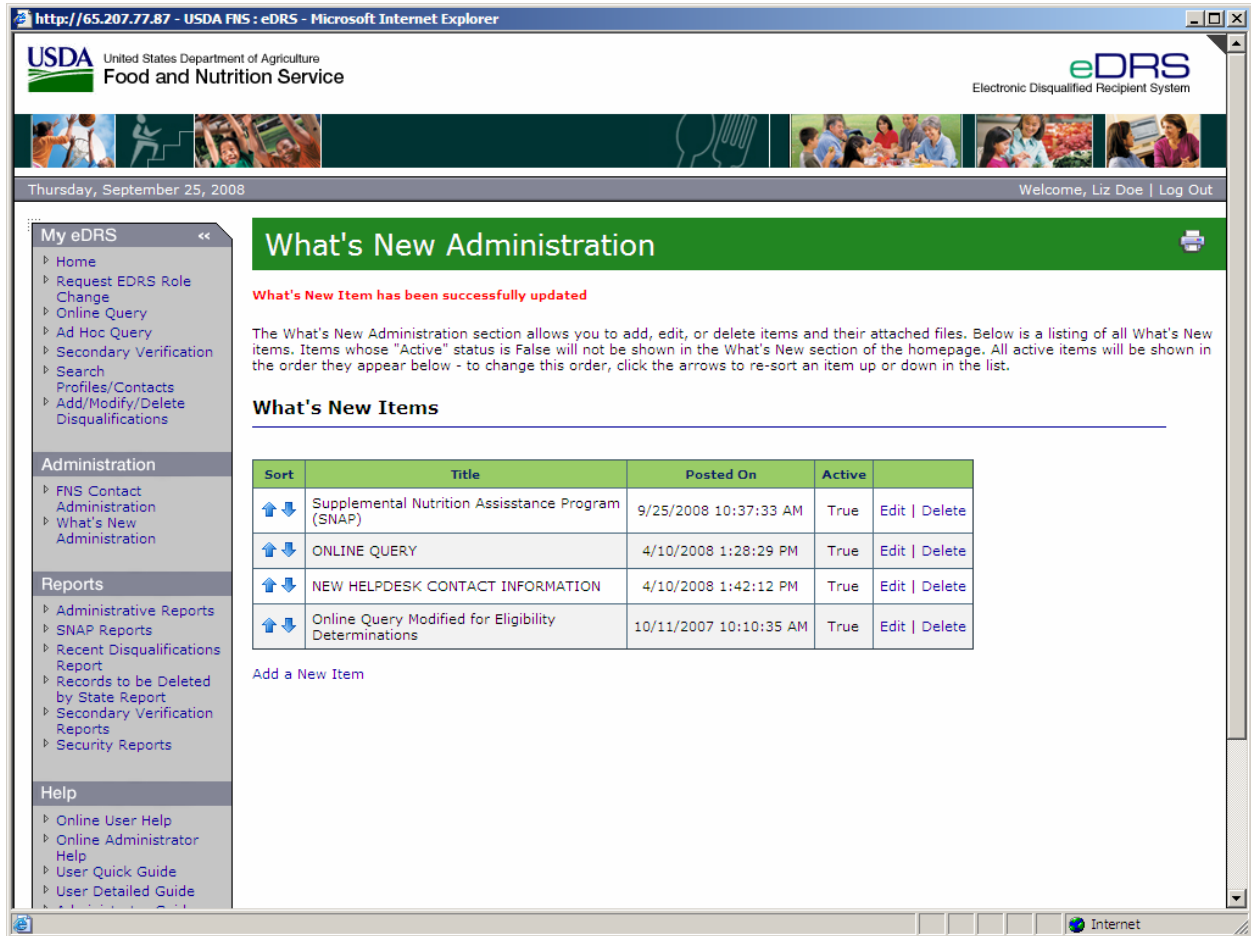 http://65.207.77.87 - USDA FNS : eDRS - Microsoft Internet Explorer
USDA
United States Department of Agriculture
Food and Nutrition Service
eDRS
Electronic Disqualified Recipient System
Thursday, September 25, 2008
Welcome, Liz Doe | Log Out
My eDRS <<
Home
Request EDRS Role
Change
Online Query
Ad Hoc Query
Secondary Verification
Search
Profiles/Contacts
Add/Modify/Delete
Disqualifications
Administration
FNS Contact
Administration
What's New
Administration
Reports
Administrative Reports
SNAP Reports
Recent Disqualifications
Report
Records to be Deleted
by State Report
Secondary Verification
Reports
Security Reports
Help
Online User Help
Online Administrator
Help
User Quick Guide
User Detailed Guide
What's New Administration
What's New Item has been successfully updated
The What's New Administration section allows you to add, edit, or delete items and their attached files. Below is a listing of all What's New
items. Items whose "Active" status is False will not be shown in the What's New section of the homepage. All active items will be shown in
the order they appear below - to change this order, click the arrows to re-sort an item up or down in the list.
What's New Items
Sort Title Posted On Active
Supplemental Nutrition Assisstance Program
(SNAP) 9/25/2008 10:37:33 AM True Edit | Delete
ONLINE QUERY 4/10/2008 1:28:29 PM True Edit | Delete
NEW HELPDESK CONTACT INFORMATION 4/10/2008 1:42:12 PM True Edit | Delete
Online Query Modified for Eligibility
Determinations 10/11/2007 10:10:35 AM True Edit | Delete
Add a New Item
Internet